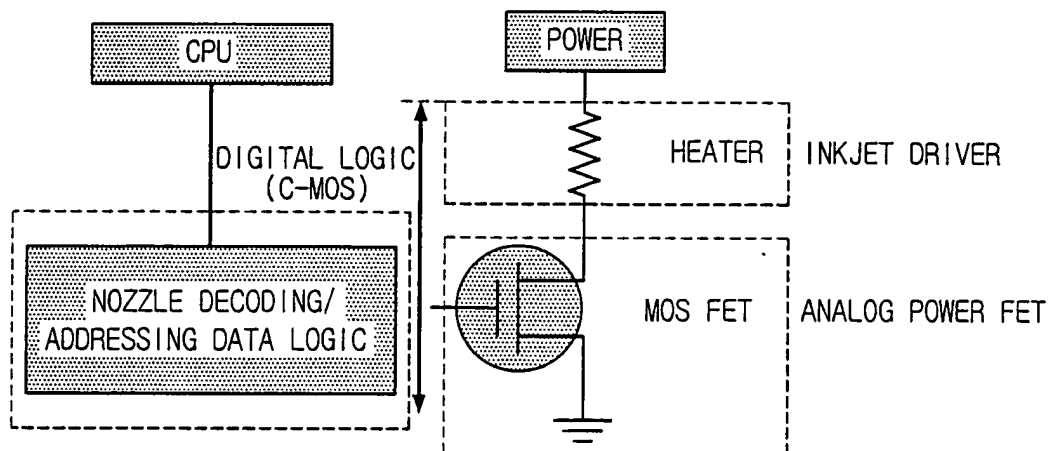 CPU
POWER
DIGITAL LOGIC
(C-MOS)
HEATER
INKJET DRIVER
NOZZLE DECODING/
ADDRESSING DATA LOGIC
MOS FET
ANALOG POWER FET